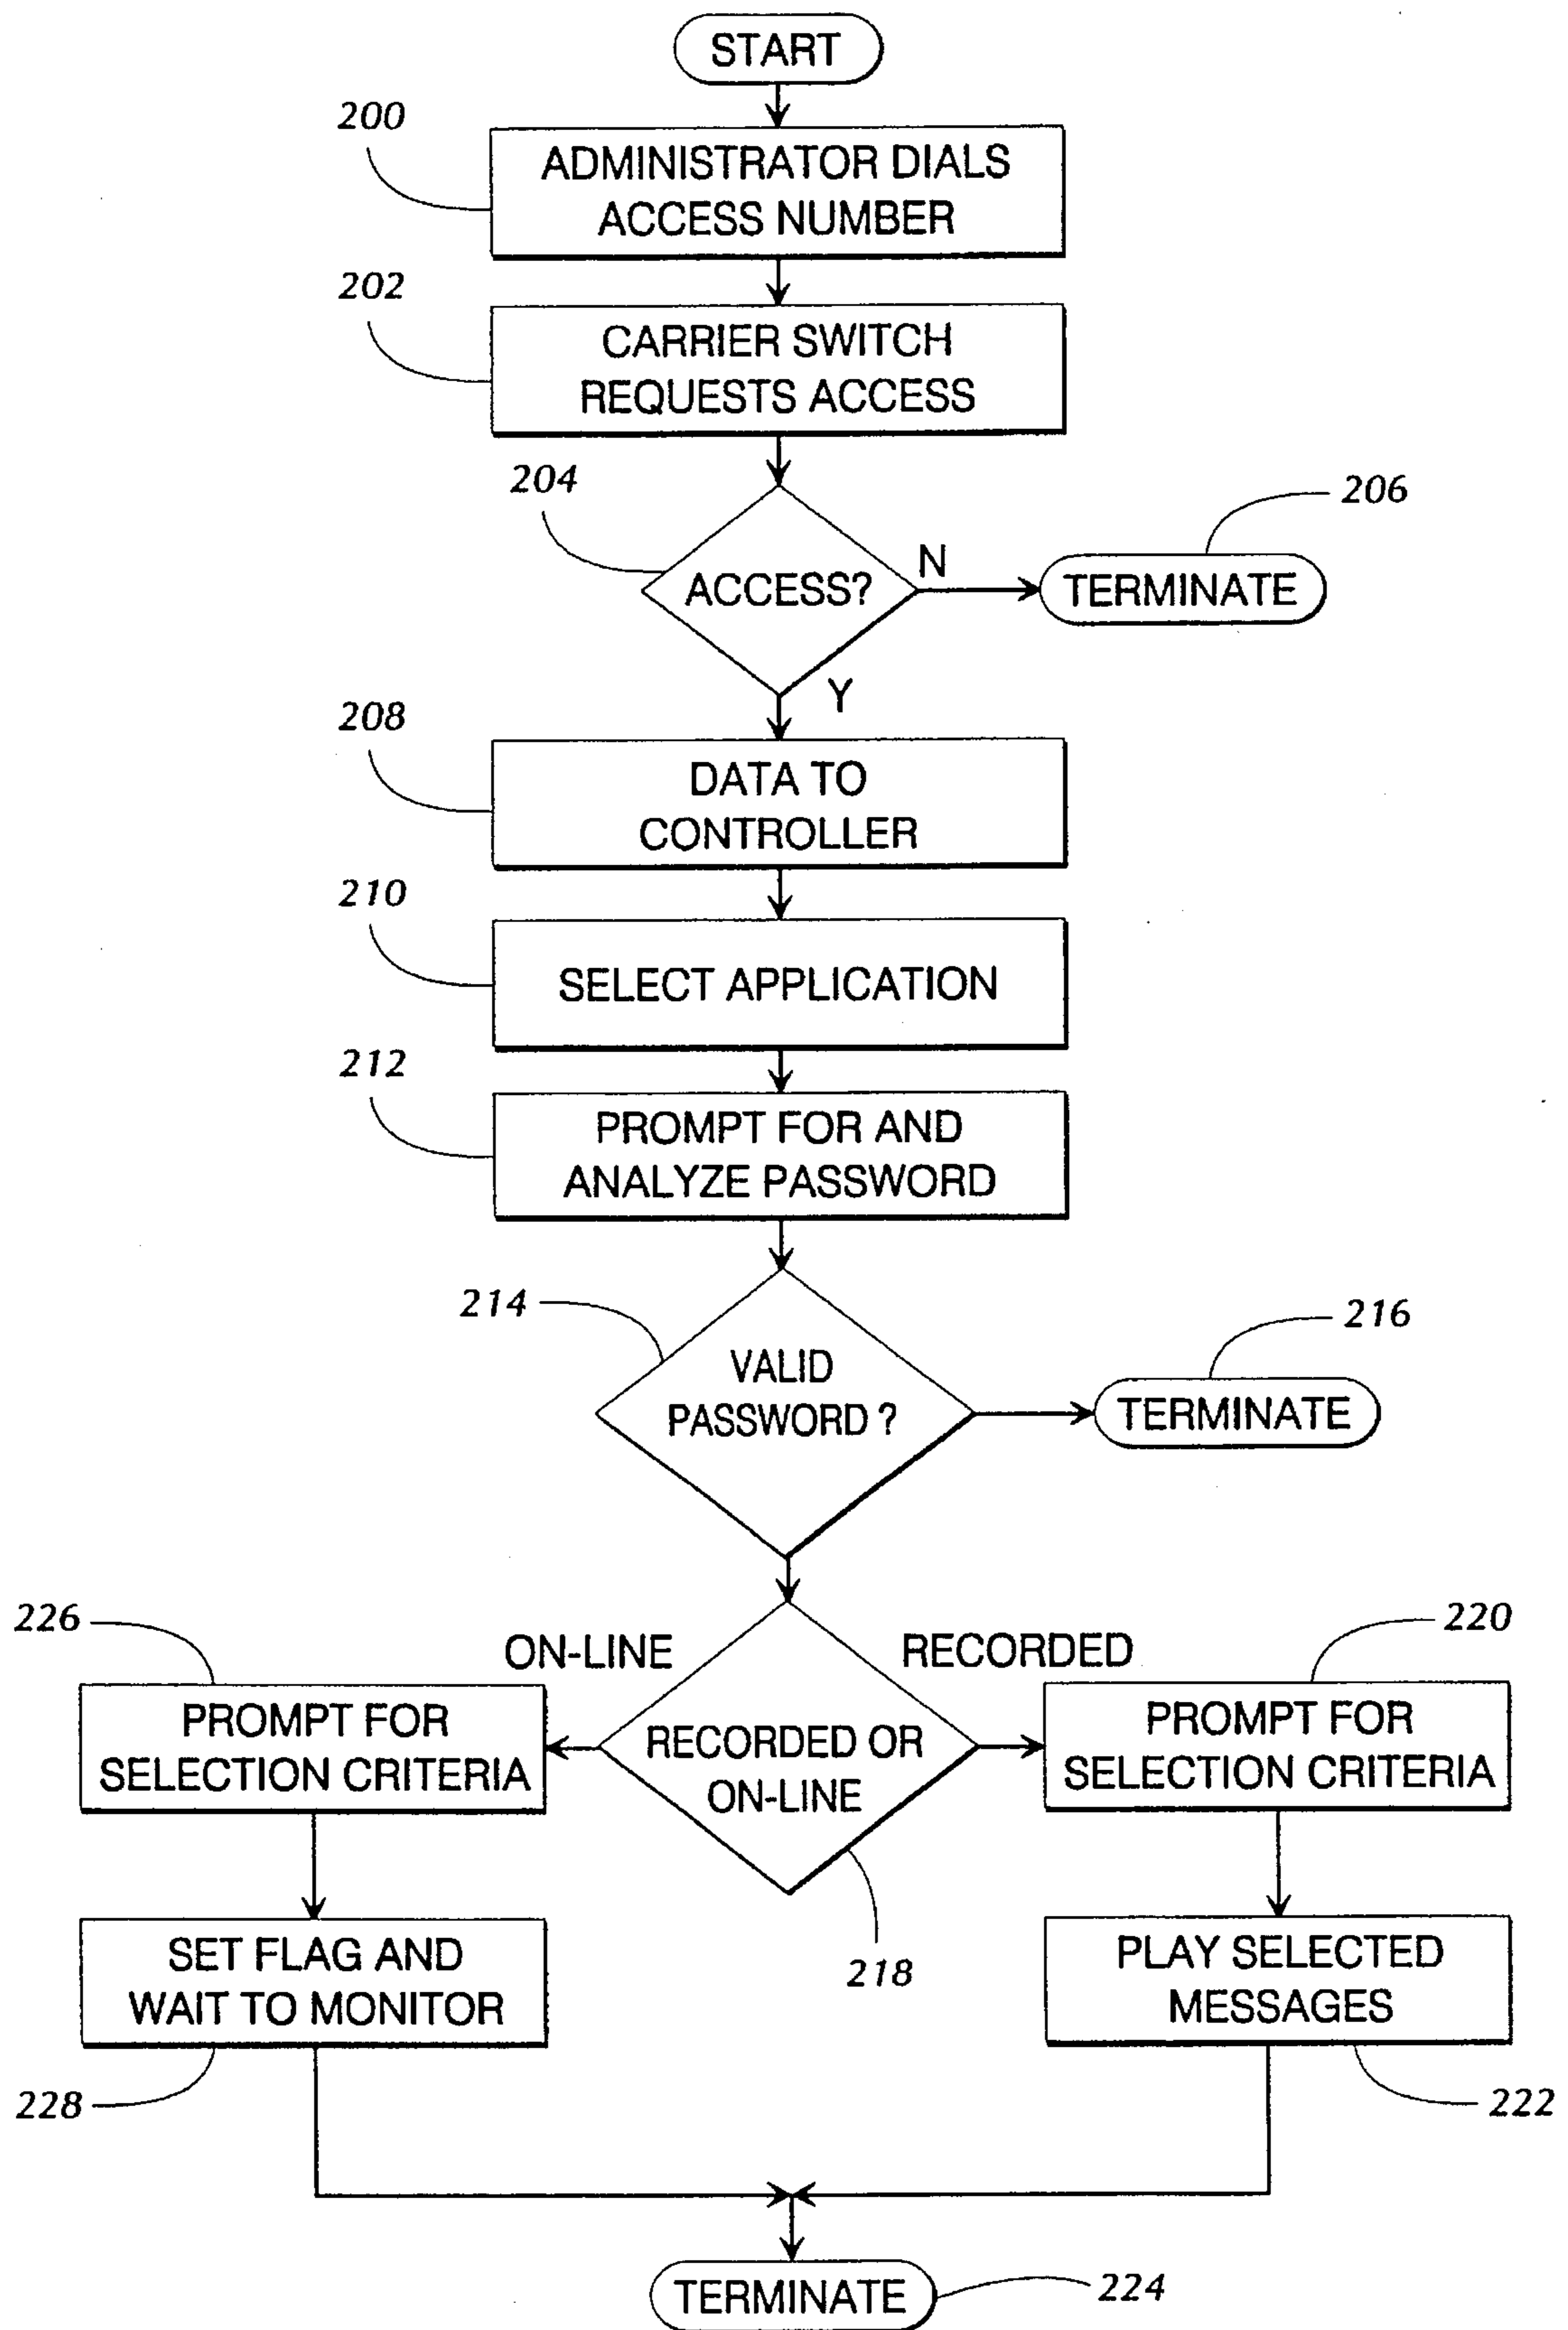 START
200
ADMINISTRATOR DIALS
ACCESS NUMBER
202
CARRIER SWITCH
REQUESTS ACCESS
204
ACCESS?
N
206
TERMINATE
Y
208
DATA TO
CONTROLLER
210
SELECT APPLICATION
212
PROMPT FOR AND
ANALYZE PASSWORD
214
VALID
PASSWORD ?
216
TERMINATE
226
ON-LINE
RECORDED
220
PROMPT FOR
SELECTION CRITERIA
RECORDED OR
ON-LINE
PROMPT FOR
SELECTION CRITERIA
218
SET FLAG AND
WAIT TO MONITOR
PLAY SELECTED
MESSAGES
228
222
TERMINATE
224